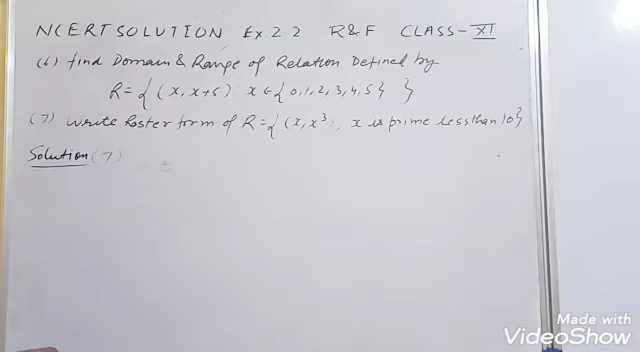 NCERT SOLUTION Ex 2.2 R&F CLASS-XI
(6) find Domain & Range of Relation Defined by
R = { (x, x+5) : x ∈ { 0, 1, 2, 3, 4, 5 } }
(7) write Roster form of R = { (x, x³), x is prime less than 10 }
Solution (7)
Made with
VideoShow